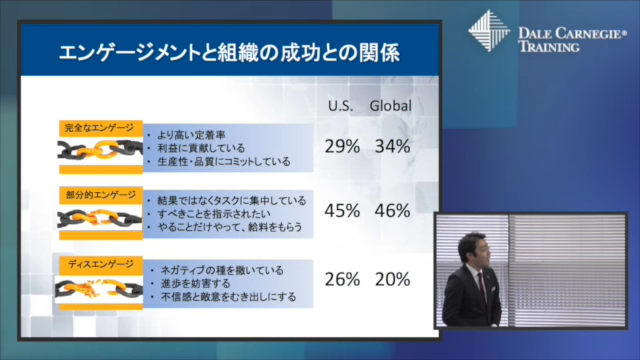 DALE CARNEGIE®
TRAINING
エンゲージメントと組織の成功との関係
U.S. Global
完全なエンゲージ
・ より高い定着率
・ 利益に貢献している
・ 生産性・品質にコミットしている
29% 34%
部分的エンゲージ
・ 結果ではなくタスクに集中している
・ すべきことを指示されたい
・ やることだけやって、給料をもらう
45% 46%
ディスエンゲージ
・ ネガティブの種を撒いている
・ 進歩を妨害する
・ 不信感と敵意をむき出しにする
26% 20%